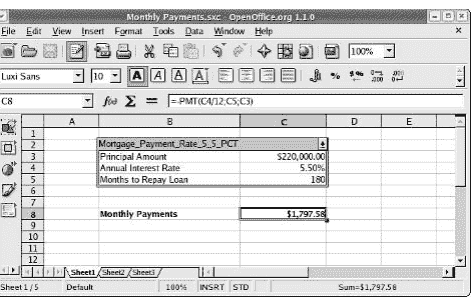 Monthly Payments.sxc - OpenOffice.org 1.1.0
File Edit View Insert Format Tools Data Window Help
100%
Luxi Sans 10 B A A A
C8 f(x) Σ = =-PMT(C4/12;C5;C3)
A B C D E
1
2 Mortgage_Payment_Rate_5_5_PCT
3 Principal Amount $220,000.00
4 Annual Interest Rate 5.50%
5 Months to Repay Loan 180
6
7
8 Monthly Payments $1,797.58
9
10
11
12
Sheet1 Sheet2 Sheet3
Sheet 1 / 5 Default 100% INSRT STD Sum=$1,797.58